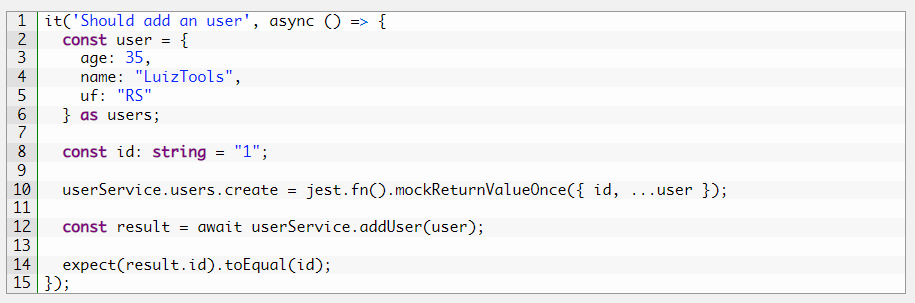 1 it('Should add an user', async () => {
2   const user = {
3     age: 35,
4     name: "LuizTools",
5     uf: "RS"
6   } as users;
7
8   const id: string = "1";
9
10   userService.users.create = jest.fn().mockReturnValueOnce({ id, ...user });
11
12   const result = await userService.addUser(user);
13
14   expect(result.id).toEqual(id);
15 });